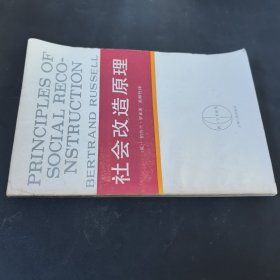 PRINCIPLES OF
SOCIAL RECO-
NSTRUCTION
BERTRAND RUSSELL
社会改造原理